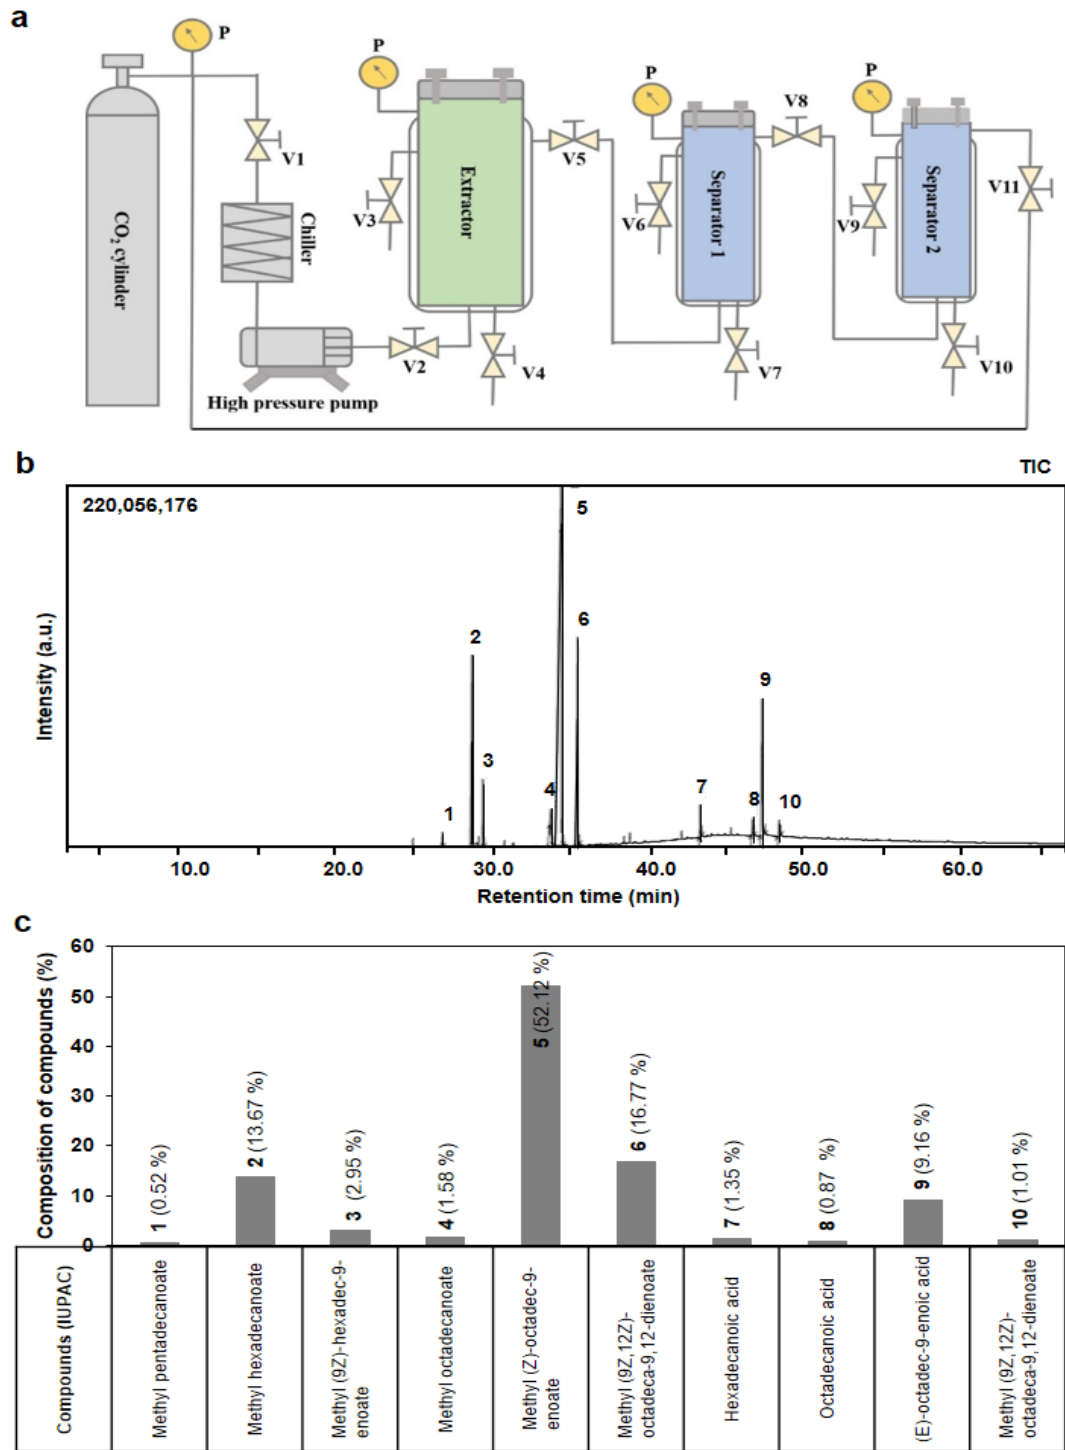 a
P
P
P
P
V8
V1
V5
V11
V3
V6
V9
CO2 cylinder
Chiller
Extractor
Separator 1
Separator 2
V2
V4
V7
V10
High pressure pump
b
TIC
220,056,176
5
6
2
9
3
4
7
8
10
1
Intensity (a.u.)
10.0 20.0 30.0 40.0 50.0 60.0
Retention time (min)
c
Composition of compounds (%)
60
50
40
30
20
10
0
1 (0.52 %)
2 (13.67 %)
3 (2.95 %)
4 (1.58 %)
5 (52.12 %)
6 (16.77 %)
7 (1.35 %)
8 (0.87 %)
9 (9.16 %)
10 (1.01 %)
Compounds (IUPAC)
Methyl pentadecanoate
Methyl hexadecanoate
Methyl (9Z)-hexadec-9-
enoate
Methyl octadecanoate
Methyl (Z)-octadec-9-
enoate
Methyl (9Z,12Z)-
octadeca-9,12-dienoate
Hexadecanoic acid
Octadecanoic acid
(E)-octadec-9-enoic acid
Methyl (9Z,12Z)-
octadeca-9,12-dienoate